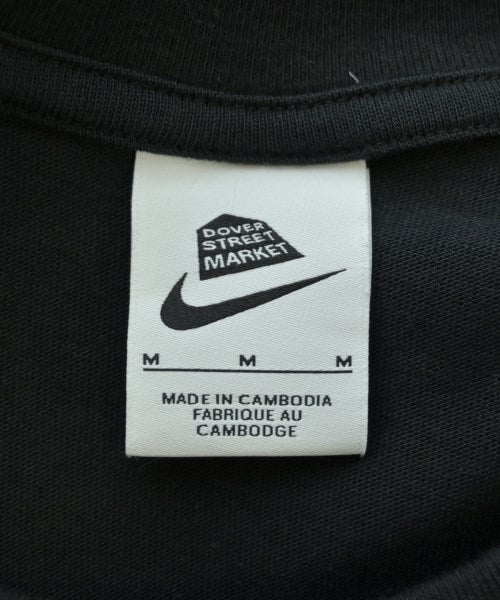 DOVER
STREET
MARKET
M M M
MADE IN CAMBODIA
FABRIQUE AU
CAMBODGE